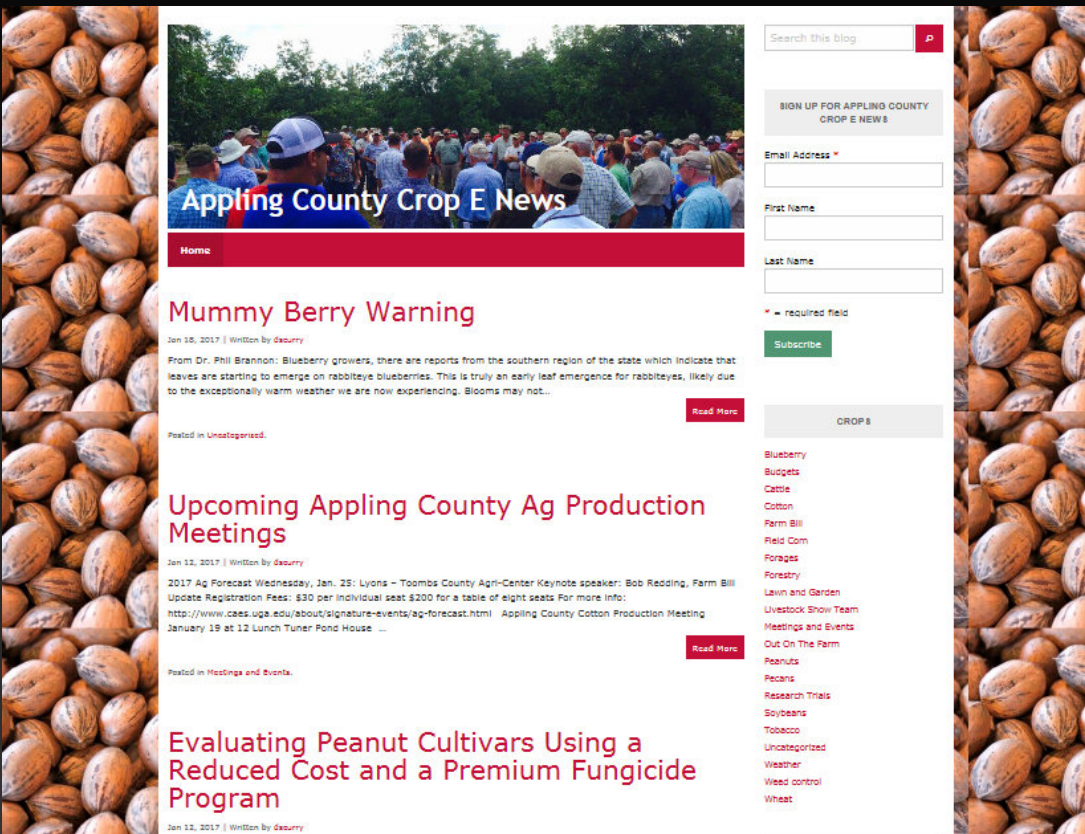 Appling County Crop E News
Home
Mummy Berry Warning
Jan 18, 2017 | Written by dscurry
From Dr. Phil Brannon: Blueberry growers, there are reports from the southern region of the state which indicate that
leaves are starting to emerge on rabbiteye blueberries. This is truly an early leaf emergence for rabbiteyes, likely due
to the exceptionally warm weather we are now experiencing. Blooms may not...
Read More
Posted in Uncategorized.
Upcoming Appling County Ag Production
Meetings
Jan 12, 2017 | Written by dscurry
2017 Ag Forecast Wednesday, Jan. 25: Lyons – Toombs County Agri-Center Keynote speaker: Bob Redding, Farm Bill
Update Registration Fees: $30 per individual seat $200 for a table of eight seats For more info:
http://www.caes.uga.edu/about/signature-events/ag-forecast.html Appling County Cotton Production Meeting
January 19 at 12 Lunch Tuner Pond House ...
Read More
Posted in Meetings and Events.
Evaluating Peanut Cultivars Using a
Reduced Cost and a Premium Fungicide
Program
Jan 12, 2017 | Written by dscurry
Search this blog
SIGN UP FOR APPLING COUNTY
CROP E NEWS
Email Address *
First Name
Last Name
* = required field
Subscribe
CROPS
Blueberry
Budgets
Cattle
Cotton
Farm Bill
Field Corn
Forages
Forestry
Lawn and Garden
Livestock Show Team
Meetings and Events
Out On The Farm
Peanuts
Pecans
Research Trials
Soybeans
Tobacco
Uncategorized
Weather
Weed control
Wheat